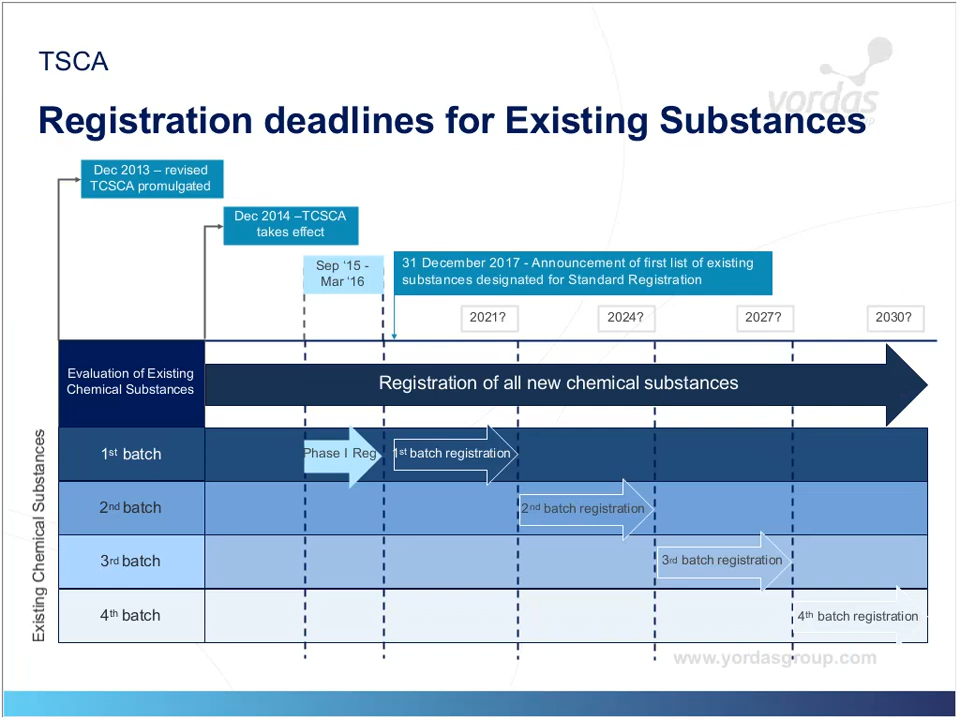 TSCA
yordas
Registration deadlines for Existing Substances
Dec 2013 – revised
TCSCA promulgated
Dec 2014 –TCSCA
takes effect
Sep ‘15 -
Mar ‘16
31 December 2017 - Announcement of first list of existing
substances designated for Standard Registration
2021?
2024?
2027?
2030?
Evaluation of Existing
Chemical Substances
Registration of all new chemical substances
Existing Chemical Substances
1st batch
Phase I Reg
1st batch registration
2nd batch
2nd batch registration
3rd batch
3rd batch registration
4th batch
4th batch registration
www.yordasgroup.com